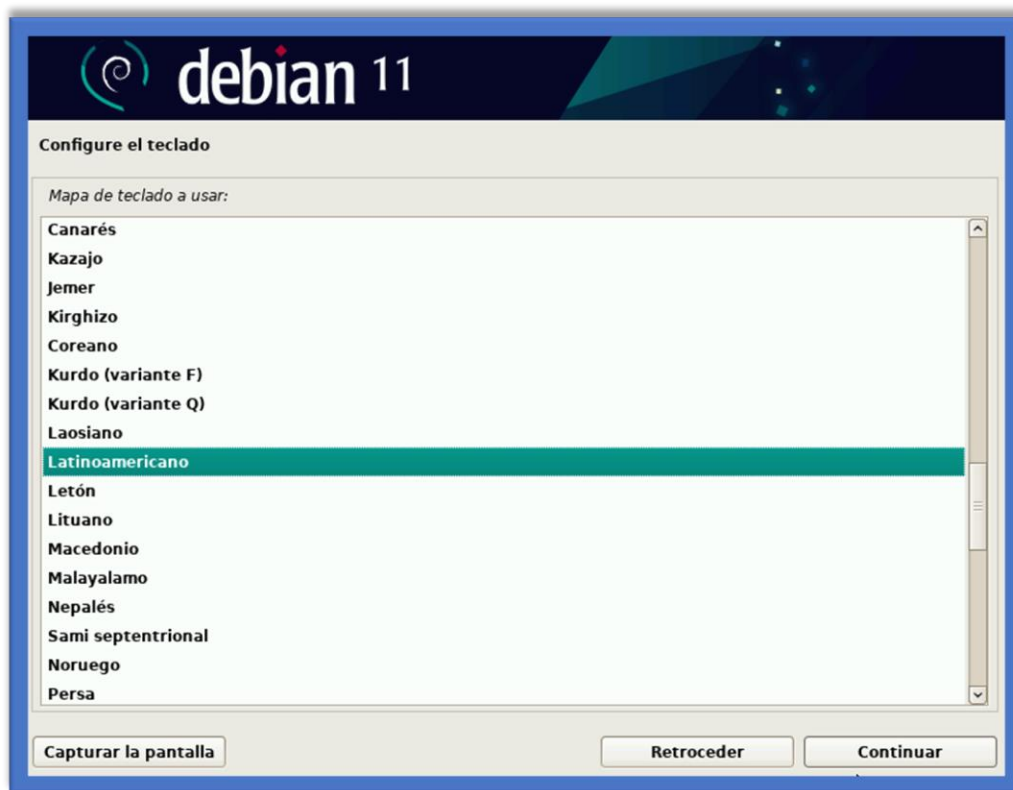 debian 11
Configure el teclado
Mapa de teclado a usar:
Canarés
Kazajo
Jemer
Kirghizo
Coreano
Kurdo (variante F)
Kurdo (variante Q)
Laosiano
Latinoamericano
Letón
Lituano
Macedonio
Malayalamo
Nepalés
Sami septentrional
Noruego
Persa
Capturar la pantalla Retroceder Continuar